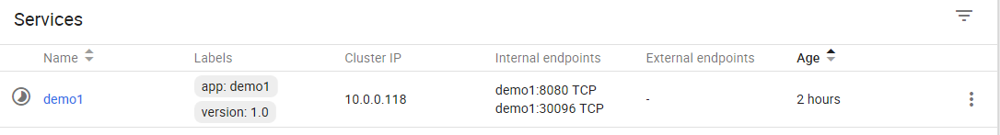 Services
Name Labels Cluster IP Internal endpoints External endpoints Age
demo1 app: demo1 version: 1.0 10.0.0.118 demo1:8080 TCP demo1:30096 TCP - 2 hours